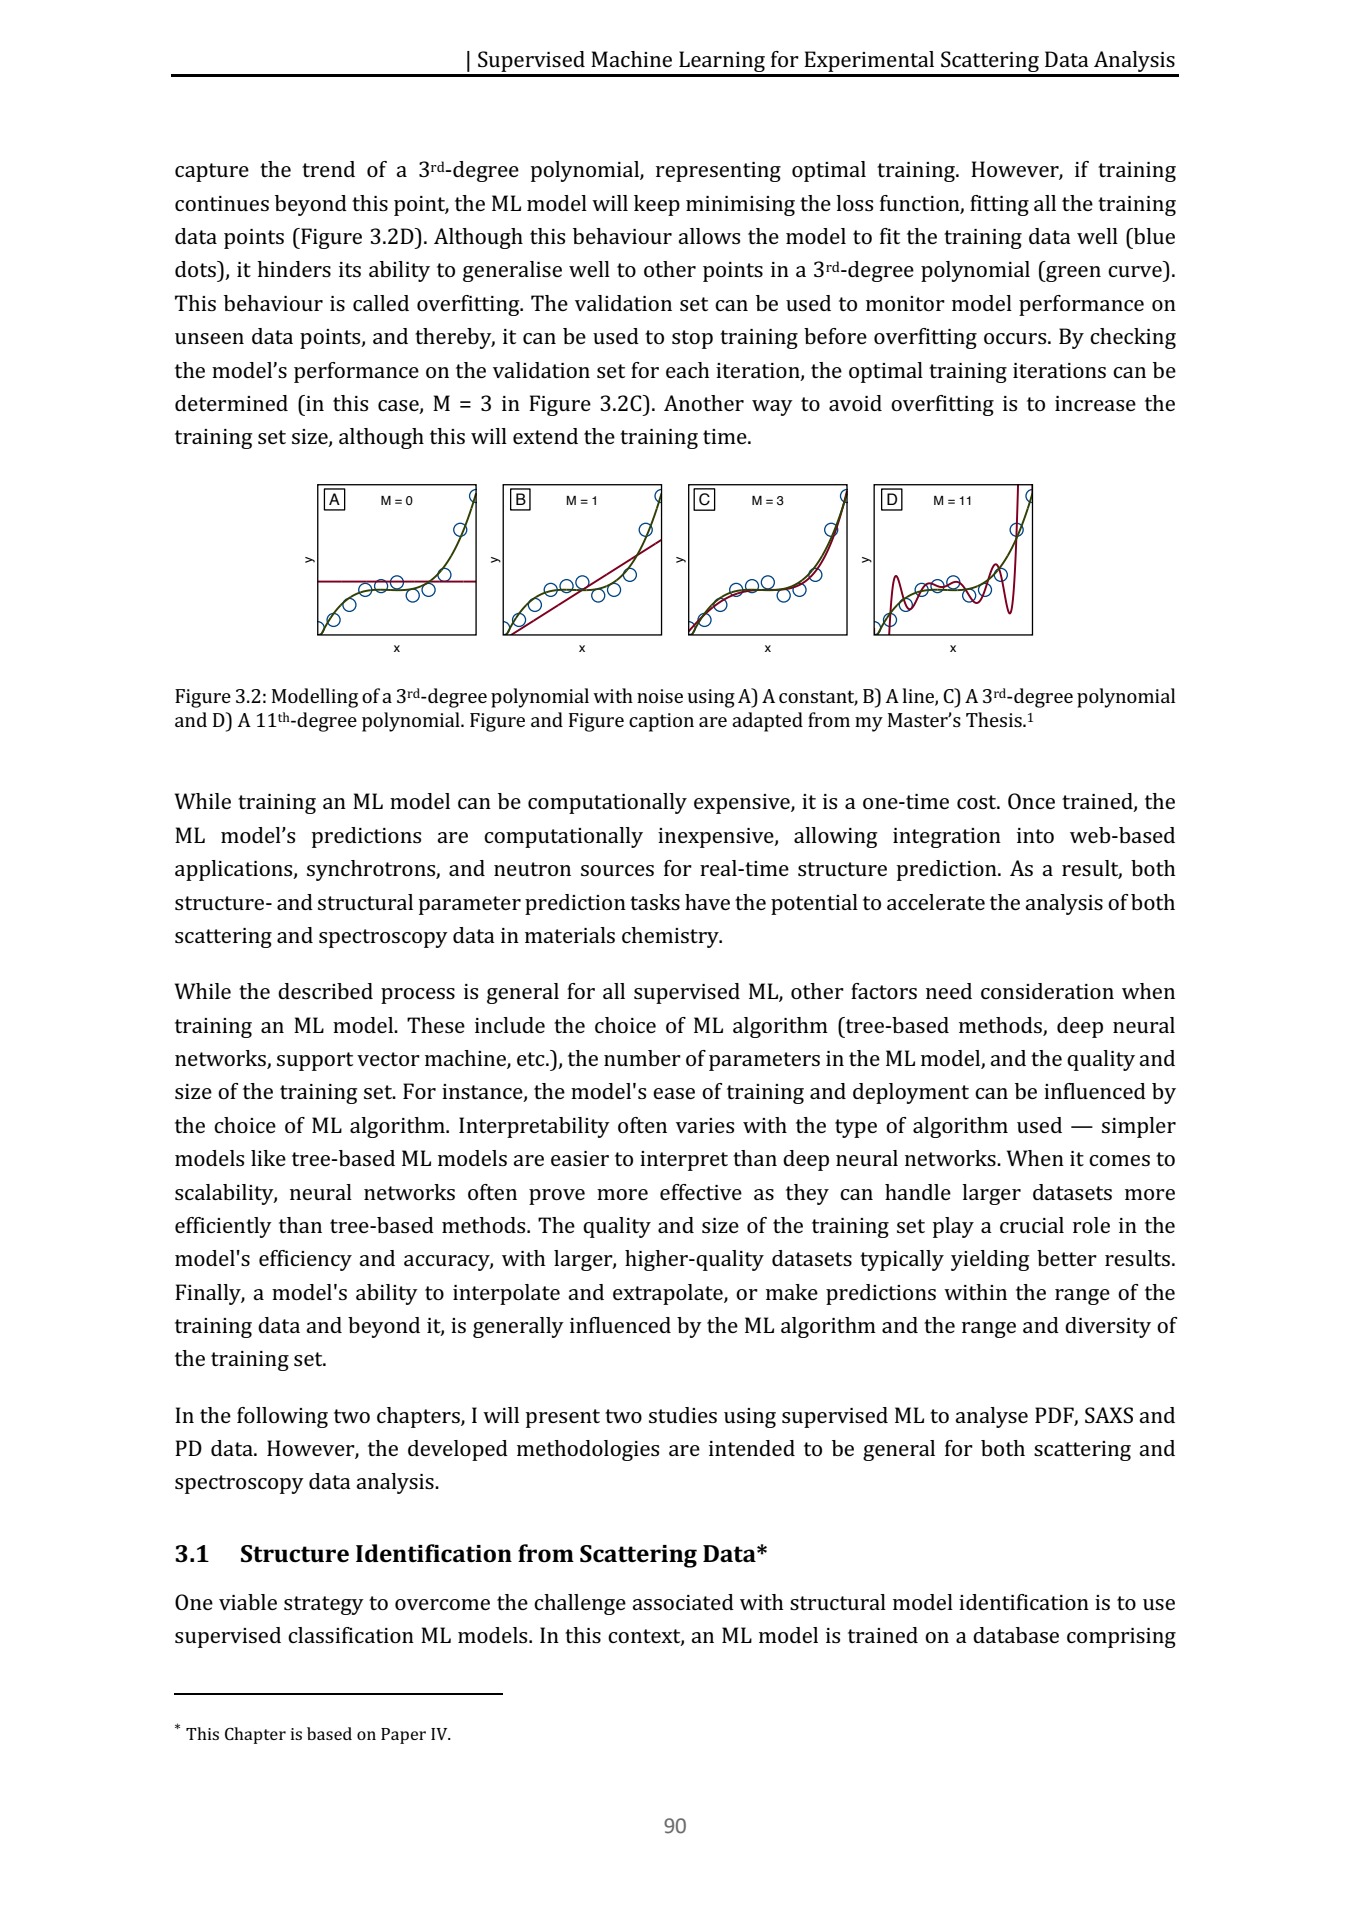 | Supervised Machine Learning for Experimental Scattering Data Analysis
capture the trend of a 3rd-degree polynomial, representing optimal training. However, if training
continues beyond this point, the ML model will keep minimising the loss function, fitting all the training
data points (Figure 3.2D). Although this behaviour allows the model to fit the training data well (blue
dots), it hinders its ability to generalise well to other points in a 3rd-degree polynomial (green curve).
This behaviour is called overfitting. The validation set can be used to monitor model performance on
unseen data points, and thereby, it can be used to stop training before overfitting occurs. By checking
the model’s performance on the validation set for each iteration, the optimal training iterations can be
determined (in this case, M = 3 in Figure 3.2C). Another way to avoid overfitting is to increase the
training set size, although this will extend the training time.
A M = 0 B M = 1 C M = 3 D M = 11
y y y y
x x x x
Figure 3.2: Modelling of a 3rd-degree polynomial with noise using A) A constant, B) A line, C) A 3rd-degree polynomial
and D) A 11th-degree polynomial. Figure and Figure caption are adapted from my Master’s Thesis.1
While training an ML model can be computationally expensive, it is a one-time cost. Once trained, the
ML model’s predictions are computationally inexpensive, allowing integration into web-based
applications, synchrotrons, and neutron sources for real-time structure prediction. As a result, both
structure- and structural parameter prediction tasks have the potential to accelerate the analysis of both
scattering and spectroscopy data in materials chemistry.
While the described process is general for all supervised ML, other factors need consideration when
training an ML model. These include the choice of ML algorithm (tree-based methods, deep neural
networks, support vector machine, etc.), the number of parameters in the ML model, and the quality and
size of the training set. For instance, the model's ease of training and deployment can be influenced by
the choice of ML algorithm. Interpretability often varies with the type of algorithm used — simpler
models like tree-based ML models are easier to interpret than deep neural networks. When it comes to
scalability, neural networks often prove more effective as they can handle larger datasets more
efficiently than tree-based methods. The quality and size of the training set play a crucial role in the
model's efficiency and accuracy, with larger, higher-quality datasets typically yielding better results.
Finally, a model's ability to interpolate and extrapolate, or make predictions within the range of the
training data and beyond it, is generally influenced by the ML algorithm and the range and diversity of
the training set.
In the following two chapters, I will present two studies using supervised ML to analyse PDF, SAXS and
PD data. However, the developed methodologies are intended to be general for both scattering and
spectroscopy data analysis.
3.1 Structure Identification from Scattering Data*
One viable strategy to overcome the challenge associated with structural model identification is to use
supervised classification ML models. In this context, an ML model is trained on a database comprising
* This Chapter is based on Paper IV.
90